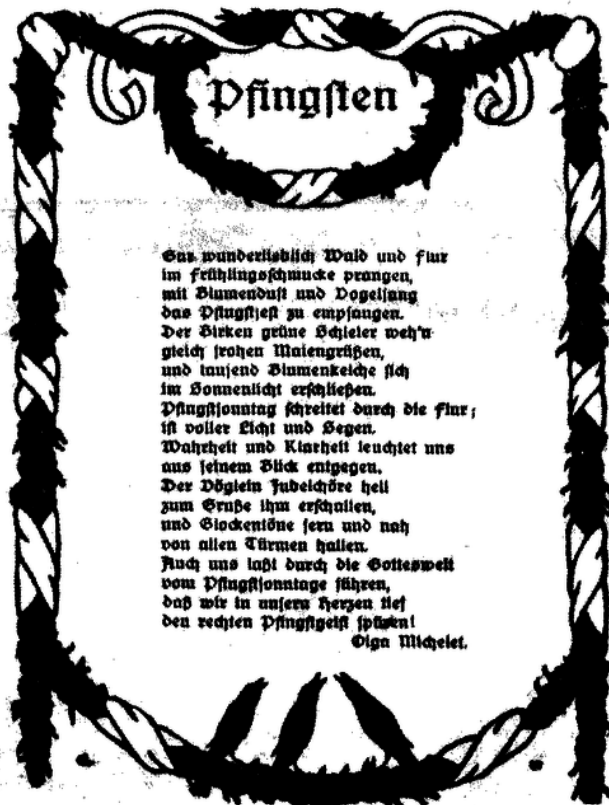 Pfingsten
Gar wunderlieblich Wald und Flur
im Frühlingsschmucke prangen,
mit Blumenduft und Vogelsang
das Pfingstfest zu empfangen.
Der Birken grüne Schleier weh'n
gleich frohen Maiengrüßen,
und tausend Blumenkelche sich
im Sonnenlicht erschließen.
Pfingstsonntag schreitet durch die Flur;
ist voller Licht und Segen.
Wahrheit und Klarheit leuchtet uns
aus seinem Blick entgegen.
Der Vöglein Jubelchöre hell
zum Gruße ihm erschallen,
und Glockentöne fern und nah
von allen Türmen hallen.
Auch uns laßt durch die Gotteswelt
vom Pfingstsonntage führen,
daß wir in unsern Herzen tief
den rechten Pfingstgeist spüren!
Olga Michelet.